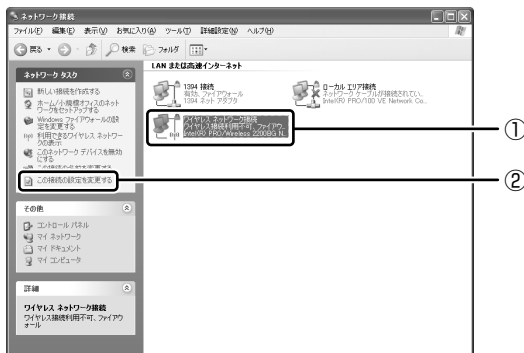 ネットワーク接続
ファイル(F) 編集(E) 表示(V) お気に入り(A) ツール(T) 詳細設定(N) ヘルプ(H)
戻る 検索 フォルダ
ネットワーク タスク
新しい接続を作成する
ホーム/小規模オフィスのネット
ワークをセットアップする
Windows ファイアウォールの設
定を変更する
利用できるワイヤレス ネットワー
クの表示
このネットワーク デバイスを無効
にする
この接続の名前を変更する
この接続の設定を変更する
その他
コントロール パネル
マイ ネットワーク
マイ ドキュメント
マイ コンピュータ
詳細
ワイヤレス ネットワーク接続
ワイヤレス接続利用不可、ファイアウ
ォール
LAN または高速インターネット
1394 接続
有効、ファイアウォール
1394 ネット アダプタ
ローカル エリア接続
ネットワーク ケーブルが接続されてい...
Intel(R) PRO/100 VE Network Co...
ワイヤレス ネットワーク接続
ワイヤレス接続利用不可、ファイアウ...
Intel(R) PRO/Wireless 2200BG N...
①
②